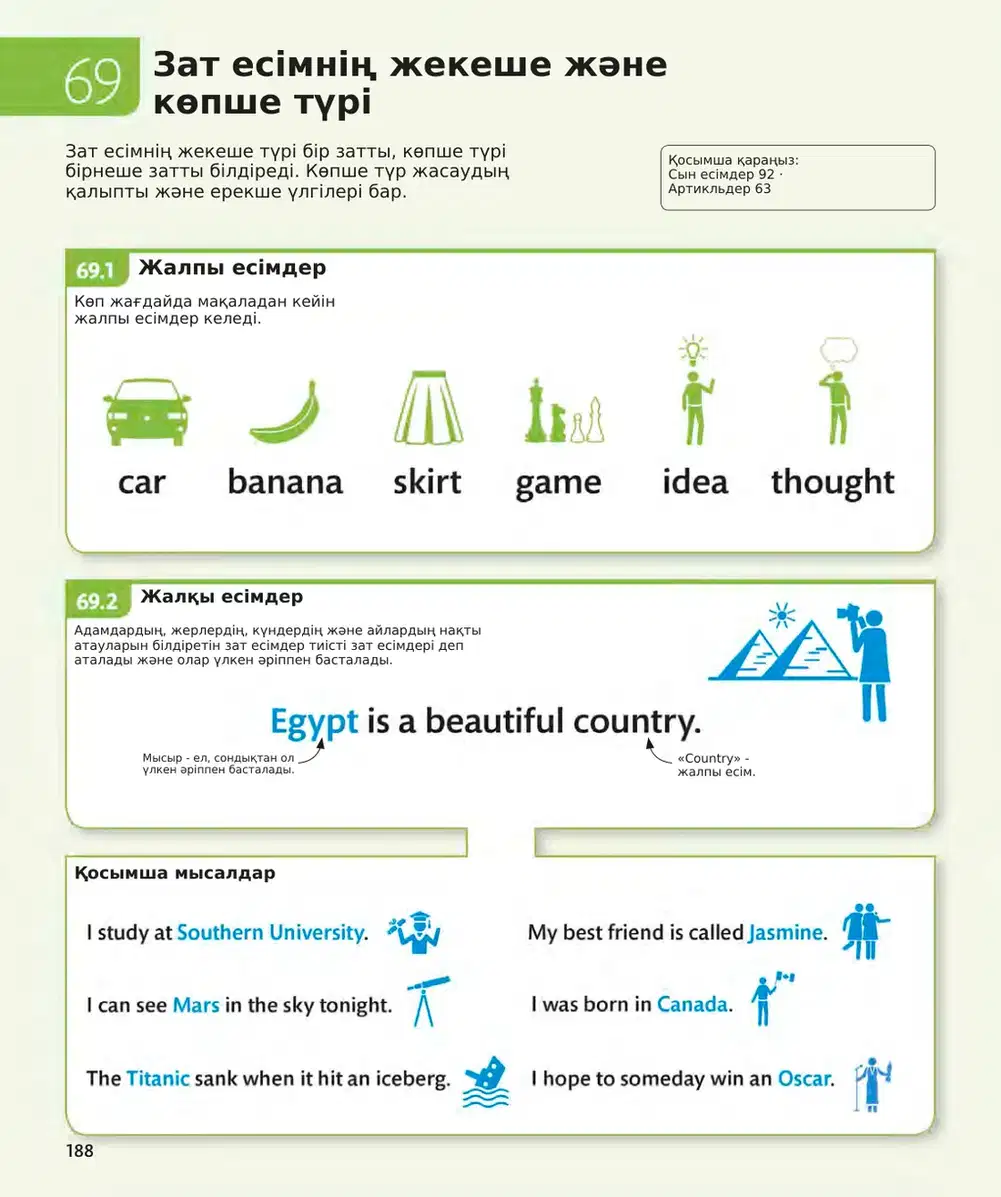 69
Зат есімнің жекеше және
көпше түрі
Зат есімнің жекеше түрі бір затты, көпше түрі
бірнеше затты білдіреді. Көпше түр жасаудың
қалыпты және ерекше үлгілері бар.
Қосымша қараңыз:
Сын есімдер 92 ·
Артикльдер 63
69.1 Жалпы есімдер
Көп жағдайда мақаладан кейін
жалпы есімдер келеді.
car banana skirt game idea thought
69.2 Жалқы есімдер
Адамдардың, жерлердің, күндердің және айлардың нақты
атауларын білдіретін зат есімдер тиісті зат есімдері деп
аталады және олар үлкен әріппен басталады.
Egypt is a beautiful country.
Мысыр - ел, сондықтан ол
үлкен әріппен басталады.
«Country» -
жалпы есім.
Қосымша мысалдар
I study at Southern University.
My best friend is called Jasmine.
I can see Mars in the sky tonight.
I was born in Canada.
The Titanic sank when it hit an iceberg.
I hope to someday win an Oscar.
188